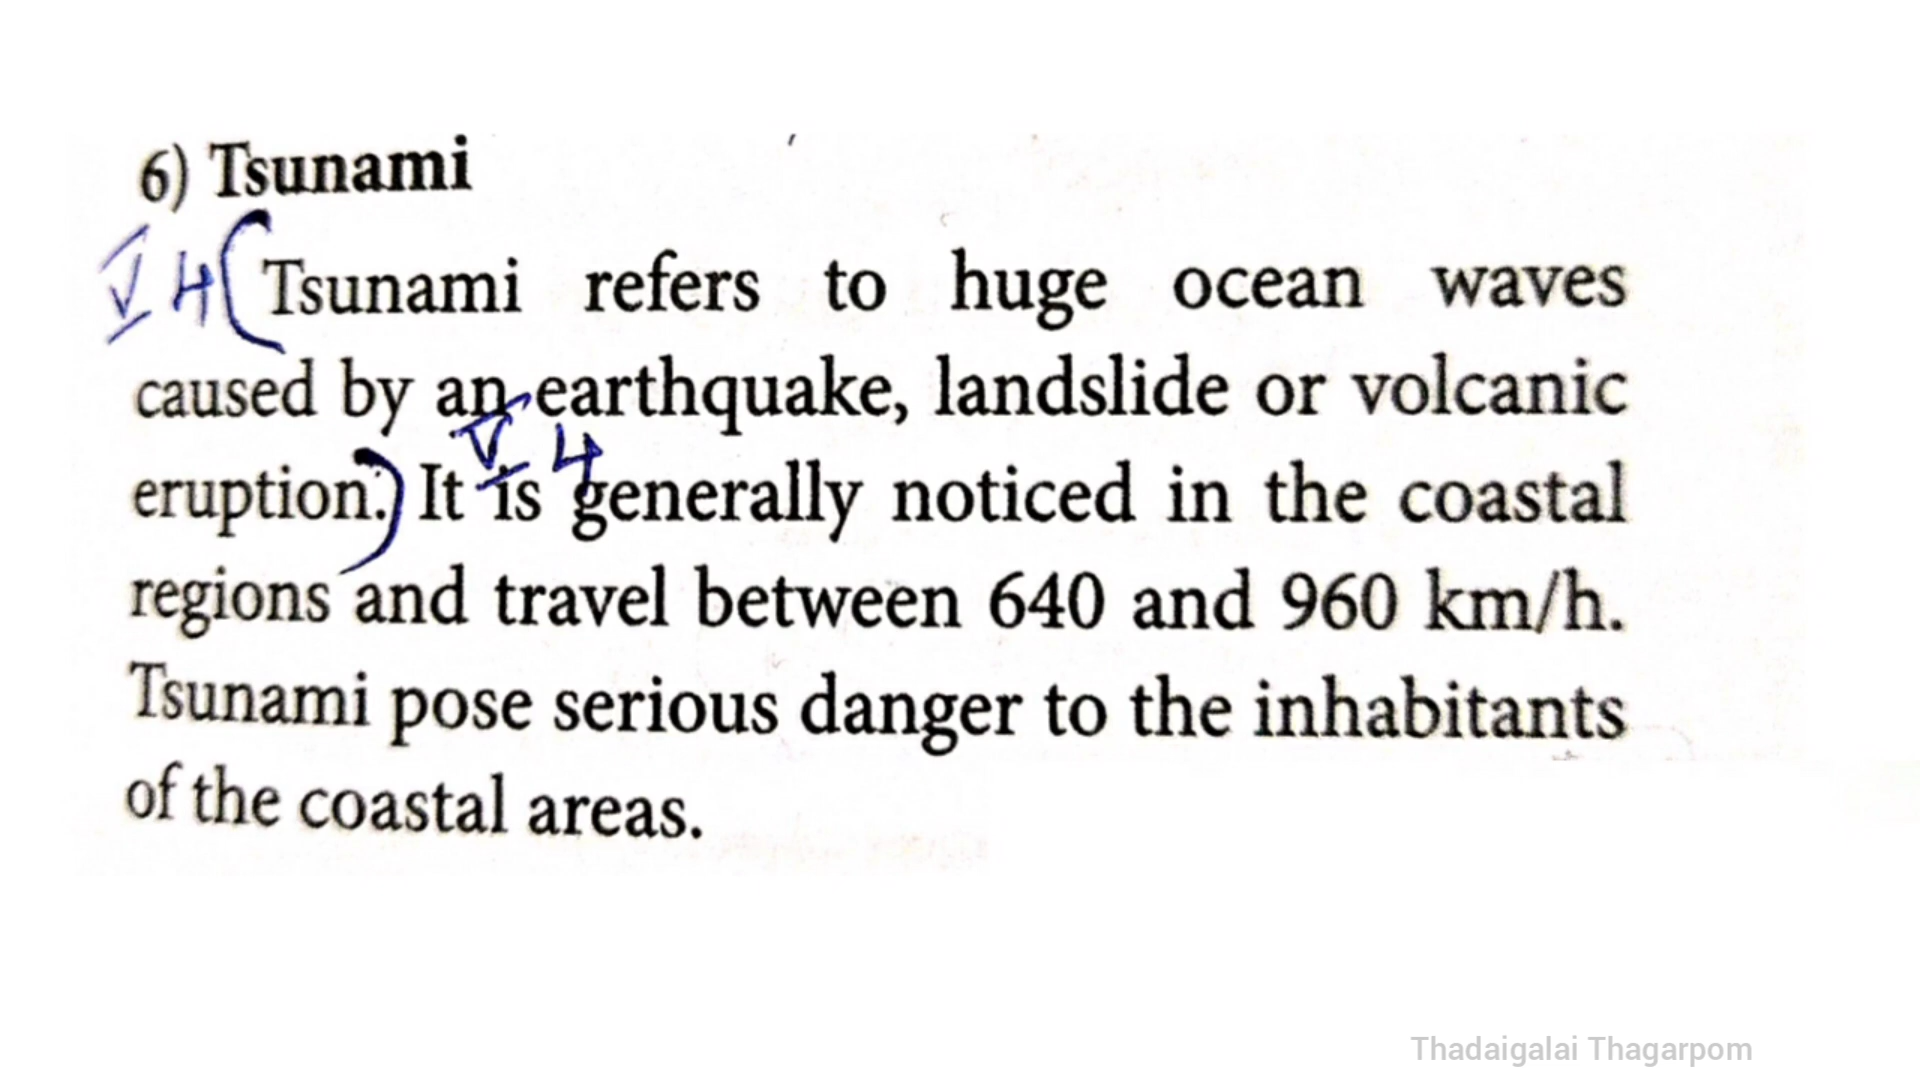 6) Tsunami
V 4 ( Tsunami refers to huge ocean waves
caused by an earthquake, landslide or volcanic
V 4
eruption.) It is generally noticed in the coastal
regions and travel between 640 and 960 km/h.
Tsunami pose serious danger to the inhabitants
of the coastal areas.
Thadaigalai Thagarpom